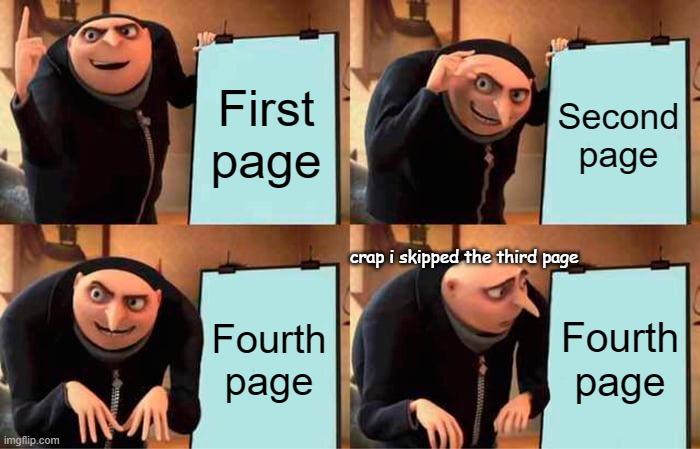 First
page
Second
page
Fourth
page
crap i skipped the third page
Fourth
page
imgflip.com